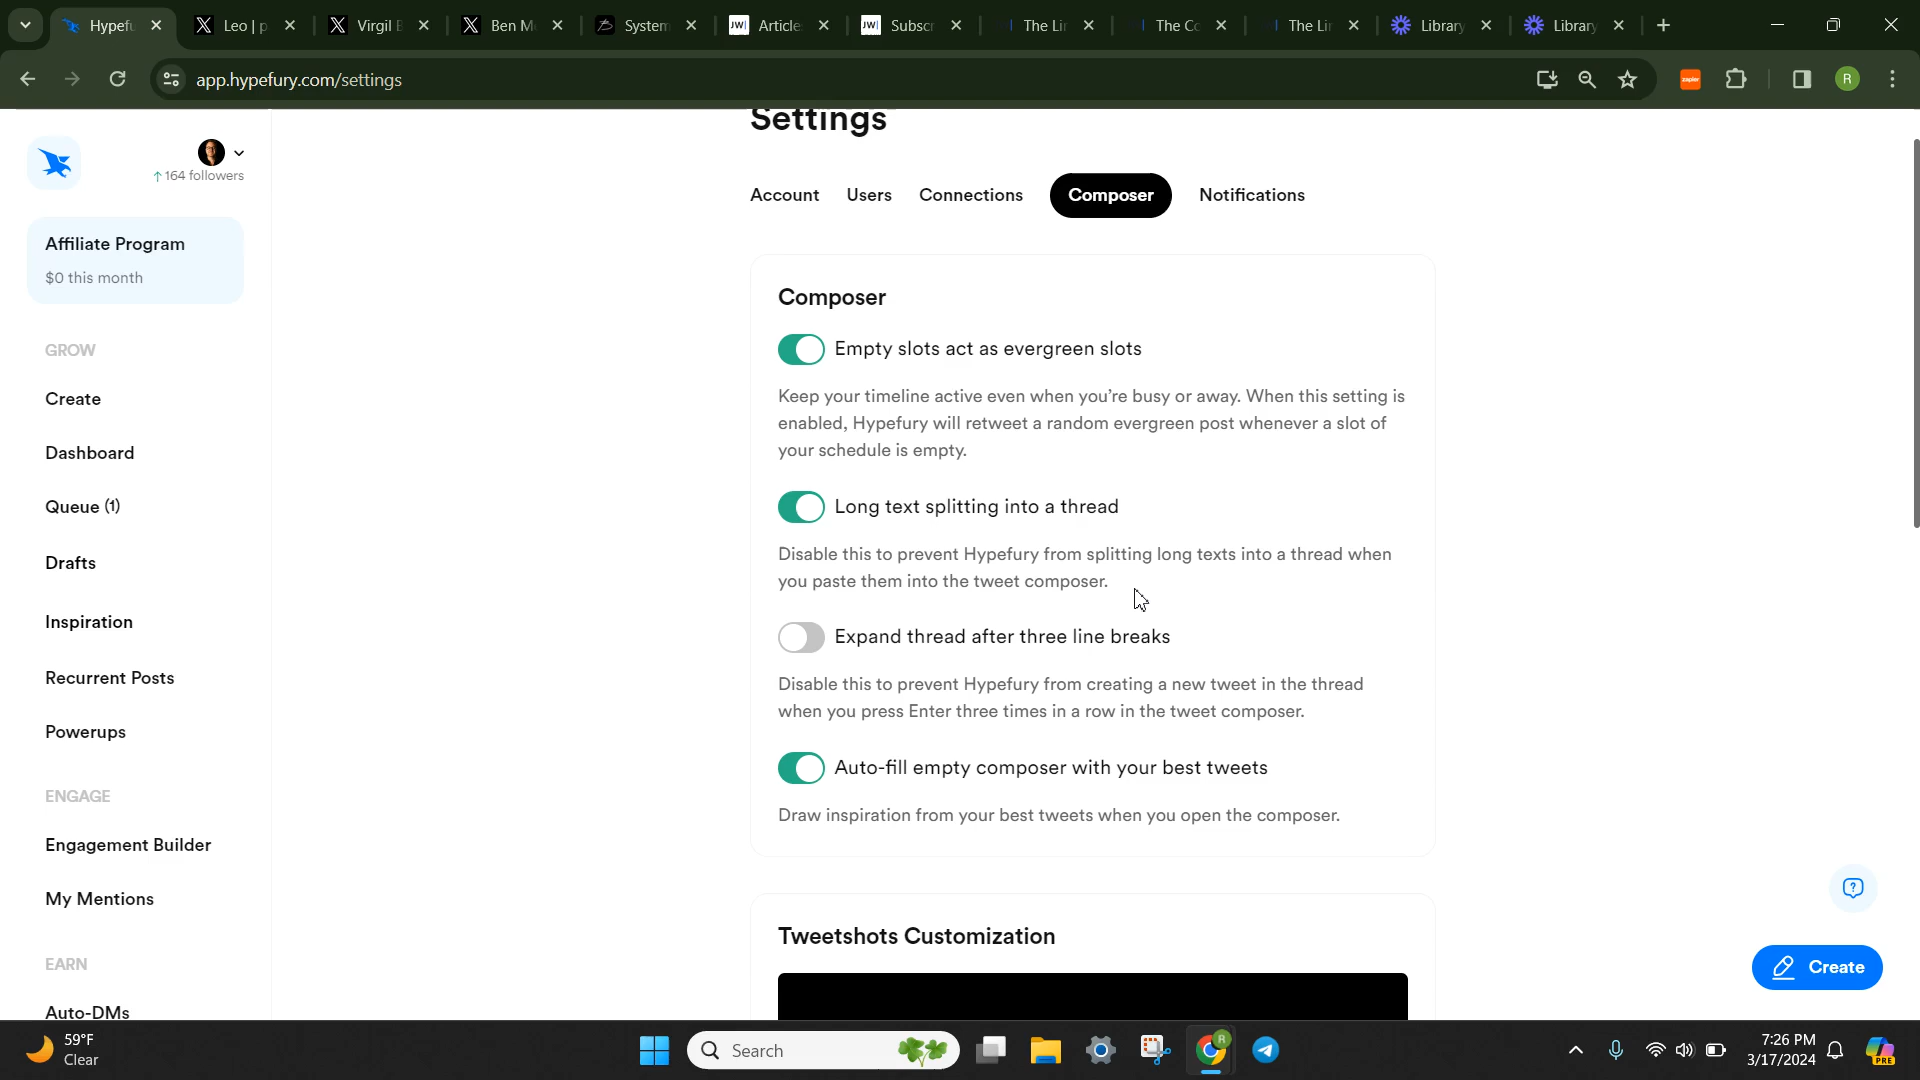 Hypefu
Leo | p
Virgil B
Ben Me
System
JW
Article
JW
Subscr
The Lin
The Co
The Lin
Library
Library
app.hypefury.com/settings
zapier
R
Settings
164 followers
Account
Users
Connections
Composer
Notifications
Affiliate Program
$0 this month
Composer
Empty slots act as evergreen slots
Keep your timeline active even when you're busy or away. When this setting is
enabled, Hypefury will retweet a random evergreen post whenever a slot of
your schedule is empty.
GROW
Create
Dashboard
Queue (1)
Drafts
Inspiration
Recurrent Posts
Powerups
Long text splitting into a thread
Disable this to prevent Hypefury from splitting long texts into a thread when
you paste them into the tweet composer.
Expand thread after three line breaks
Disable this to prevent Hypefury from creating a new tweet in the thread
when you press Enter three times in a row in the tweet composer.
Auto-fill empty composer with your best tweets
Draw inspiration from your best tweets when you open the composer.
ENGAGE
Engagement Builder
My Mentions
EARN
Auto-DMs
Tweetshots Customization
Create
59°F
Clear
Search
R
7:26 PM
3/17/2024
PRE